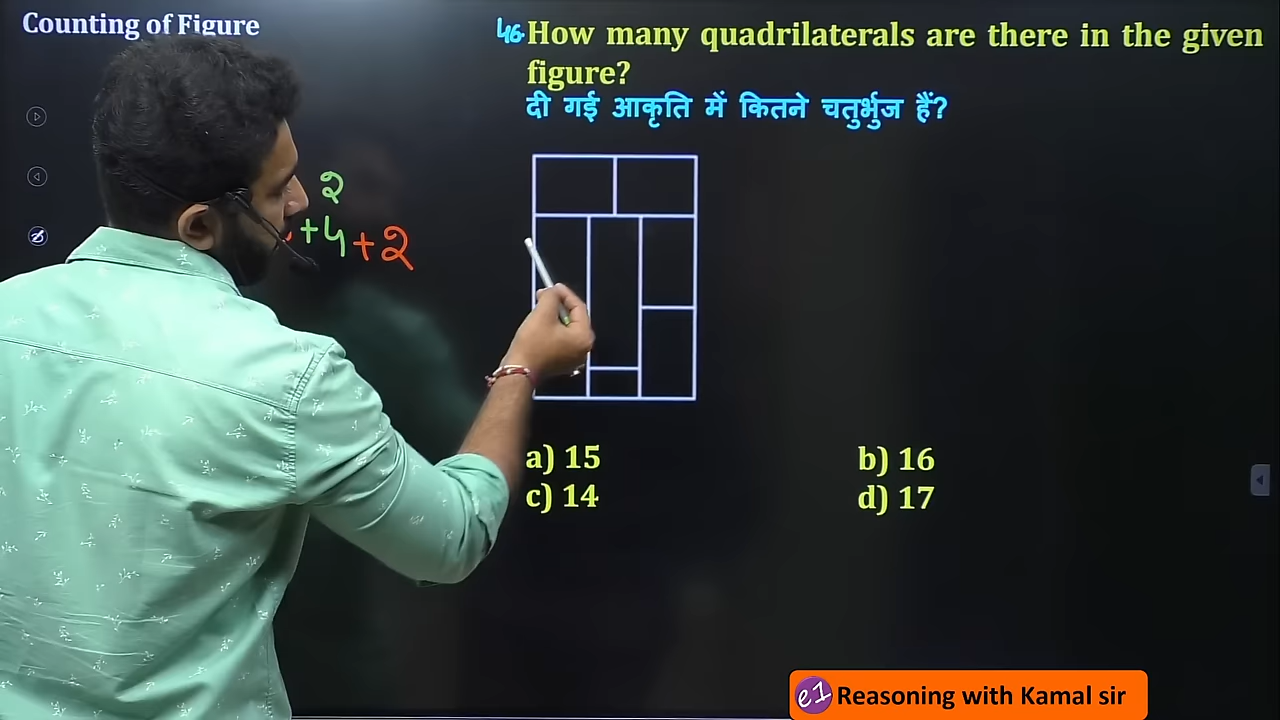 Counting of Figure
46. How many quadrilaterals are there in the given
figure?
दी गई आकृति में कितने चतुर्भुज हैं?
2
+4+2
a) 15
b) 16
c) 14
d) 17
e1 Reasoning with Kamal sir